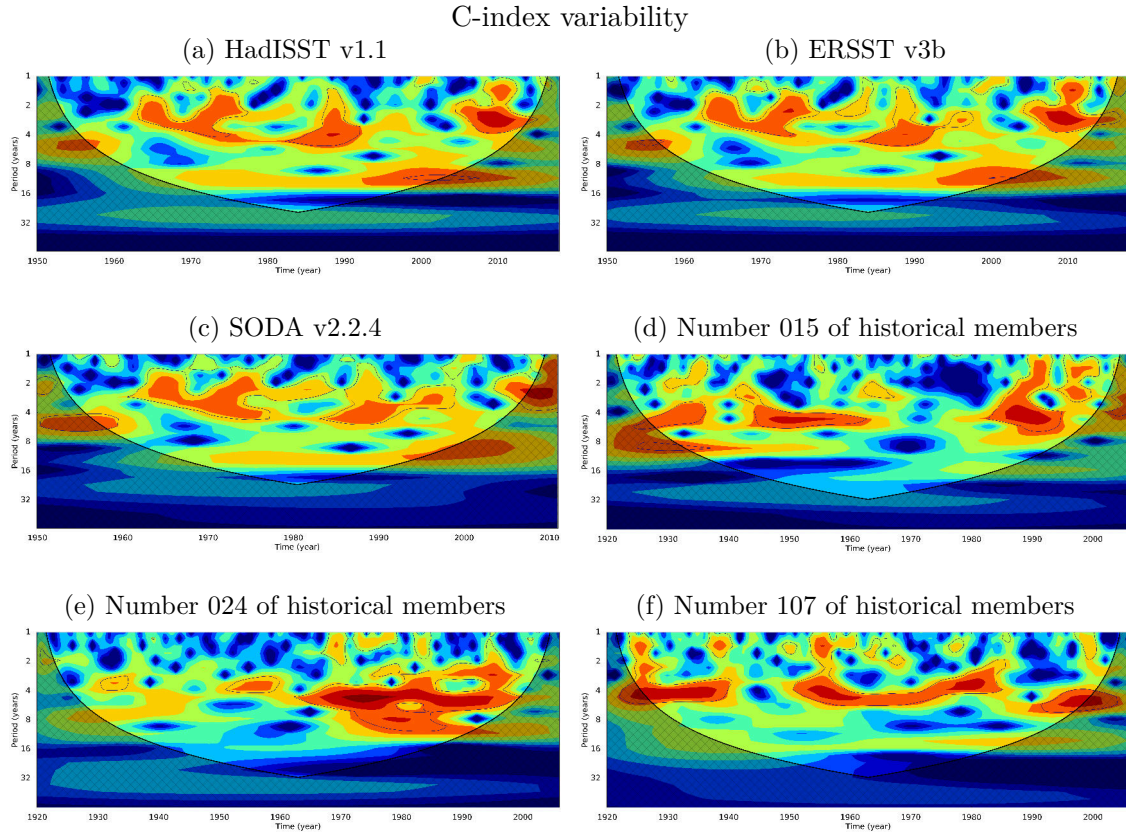 C-index variability
(a) HadISST v1.1
(b) ERSST v3b
1
2
4
8
16
32
Period (years)
1950 1960 1970 1980 1990 2000 2010
Time (year)
1
2
4
8
16
32
Period (years)
1950 1960 1970 1980 1990 2000 2010
Time (year)
(c) SODA v2.2.4
(d) Number 015 of historical members
1
2
4
8
16
32
Period (years)
1950 1960 1970 1980 1990 2000 2010
Time (year)
1
2
4
8
16
32
Period (years)
1920 1930 1940 1950 1960 1970 1980 1990 2000
Time (year)
(e) Number 024 of historical members
(f) Number 107 of historical members
1
2
4
8
16
32
Period (years)
1920 1930 1940 1950 1960 1970 1980 1990 2000
Time (year)
1
2
4
8
16
32
Period (years)
1920 1930 1940 1950 1960 1970 1980 1990 2000
Time (year)